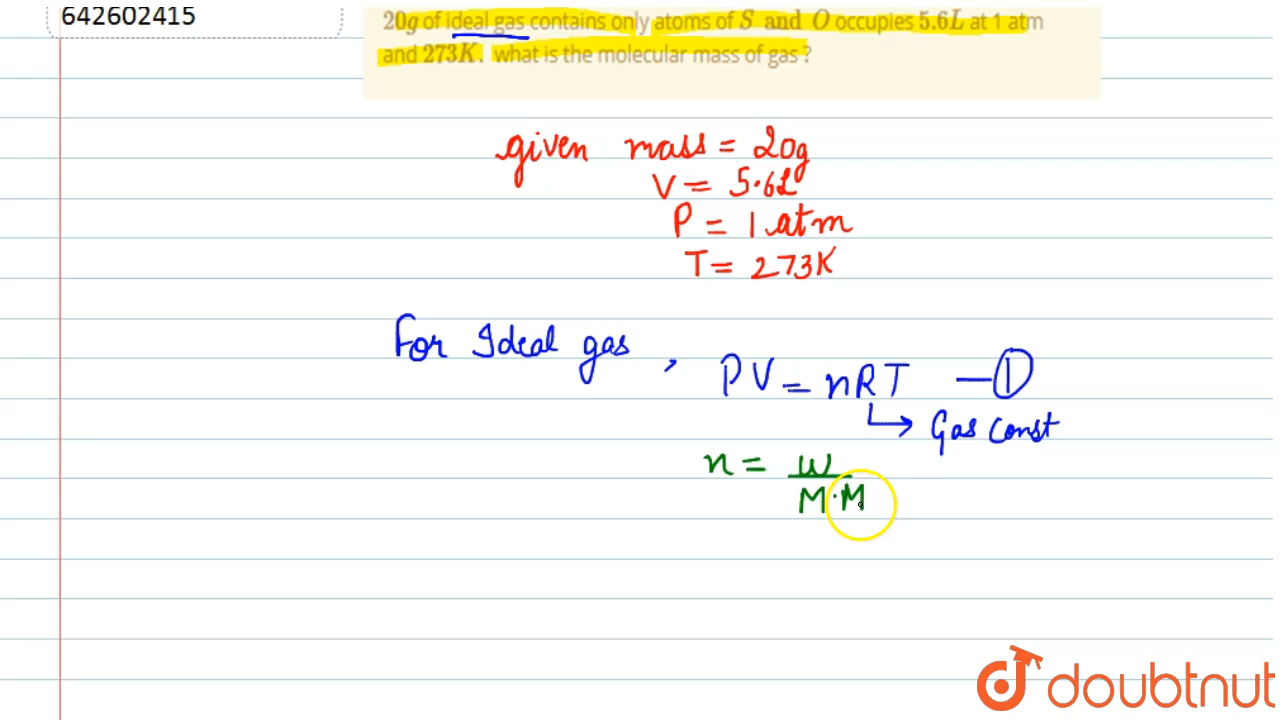 642602415
20g of ideal gas contains only atoms of S and O occupies 5.6L at 1 atm
and 273K. what is the molecular mass of gas ?
given mass = 20g
V = 5.6L
P = 1 atm
T = 273K
For Ideal gas , PV = nRT — ①
↳ Gas const
n = w / M.M
doubtnut